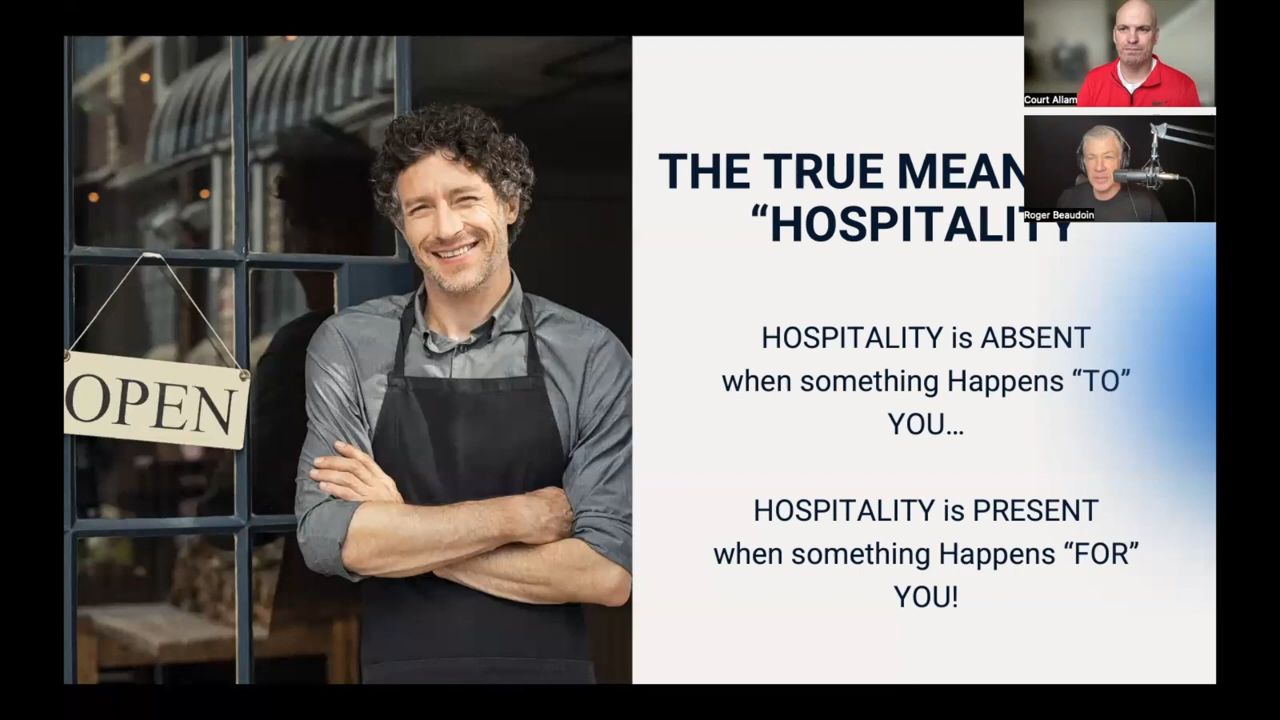 Court Allam
THE TRUE MEAN
Roger Beaudoin
“HOSPITALITY
OPEN
HOSPITALITY is ABSENT
when something Happens “TO”
YOU...
HOSPITALITY is PRESENT
when something Happens “FOR”
YOU!